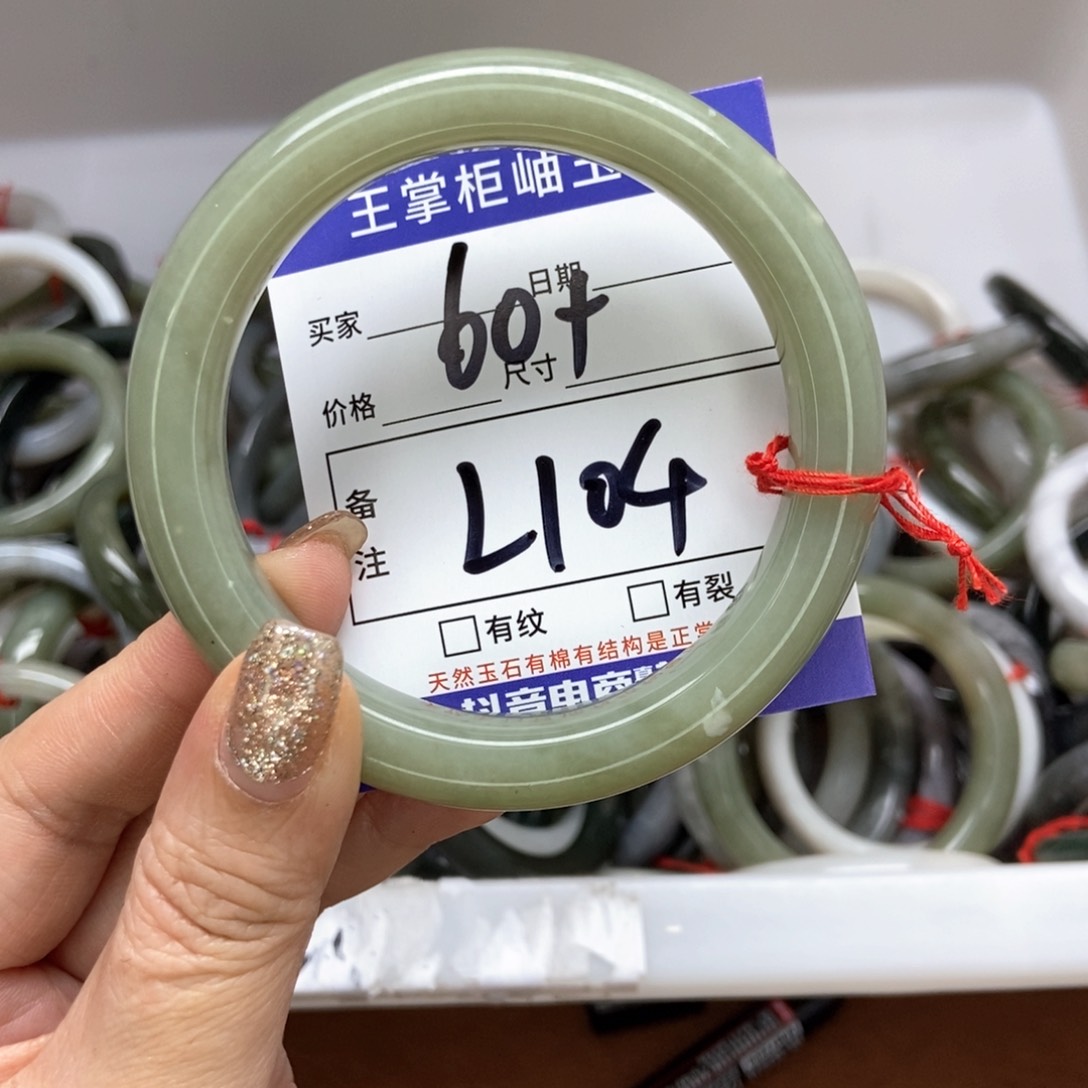 王掌柜岫玉
60+
买家 日期
价格 尺寸
备注
L104
有纹 有裂
天然玉石有棉有结构是正常
抖音电商